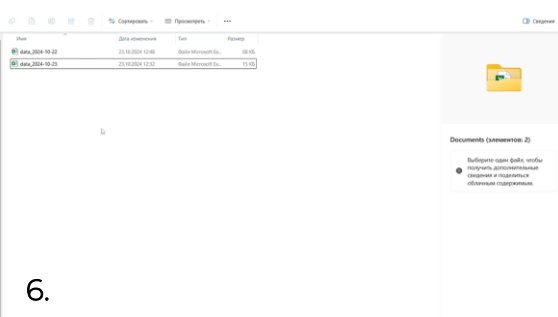 Сортировать
Просмотреть
...
Сведения
Имя
Дата изменения
Тип
Размер
data_2024-10-22
23.10.2024 12:48
Файл Microsoft Ex...
68 КБ
data_2024-10-23
23.10.2024 12:52
Файл Microsoft Ex...
15 КБ
Documents (элементов: 2)
Выберите один файл, чтобы
получить дополнительные
сведения и поделиться
облачным содержимым.
6.